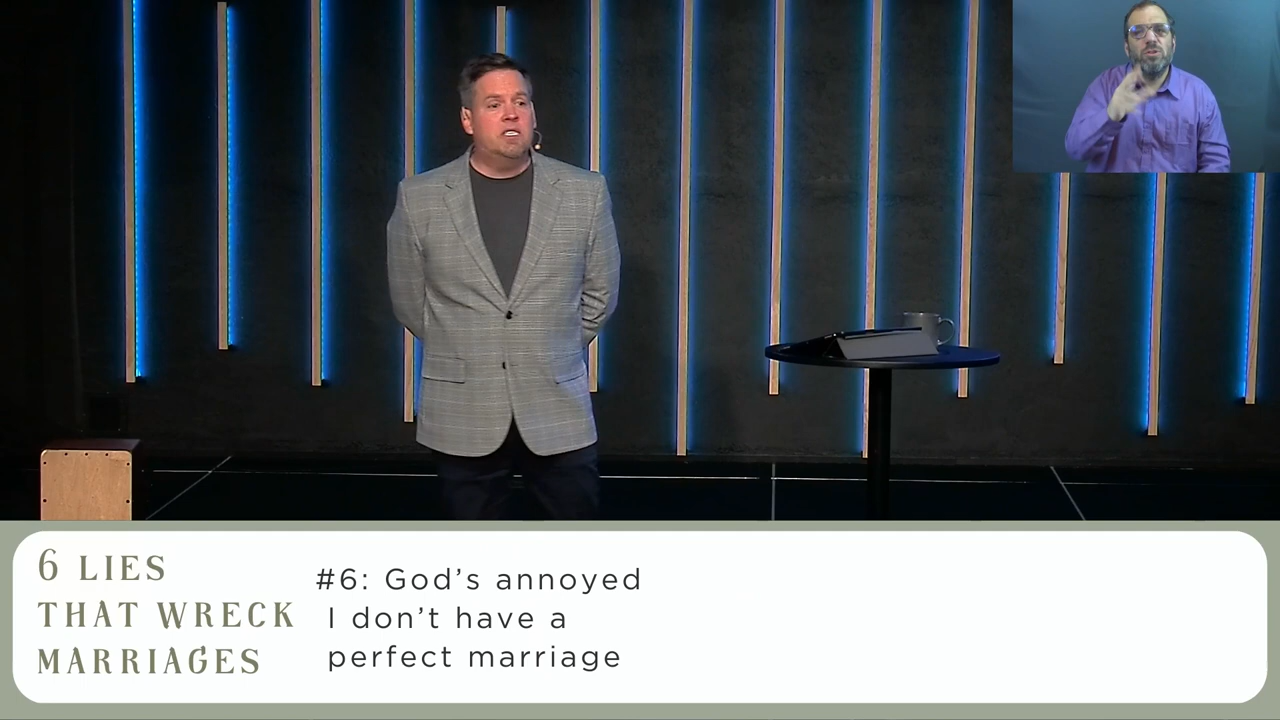 6 LIES
THAT WRECK
MARRIAGES
#6: God's annoyed
I don't have a
perfect marriage